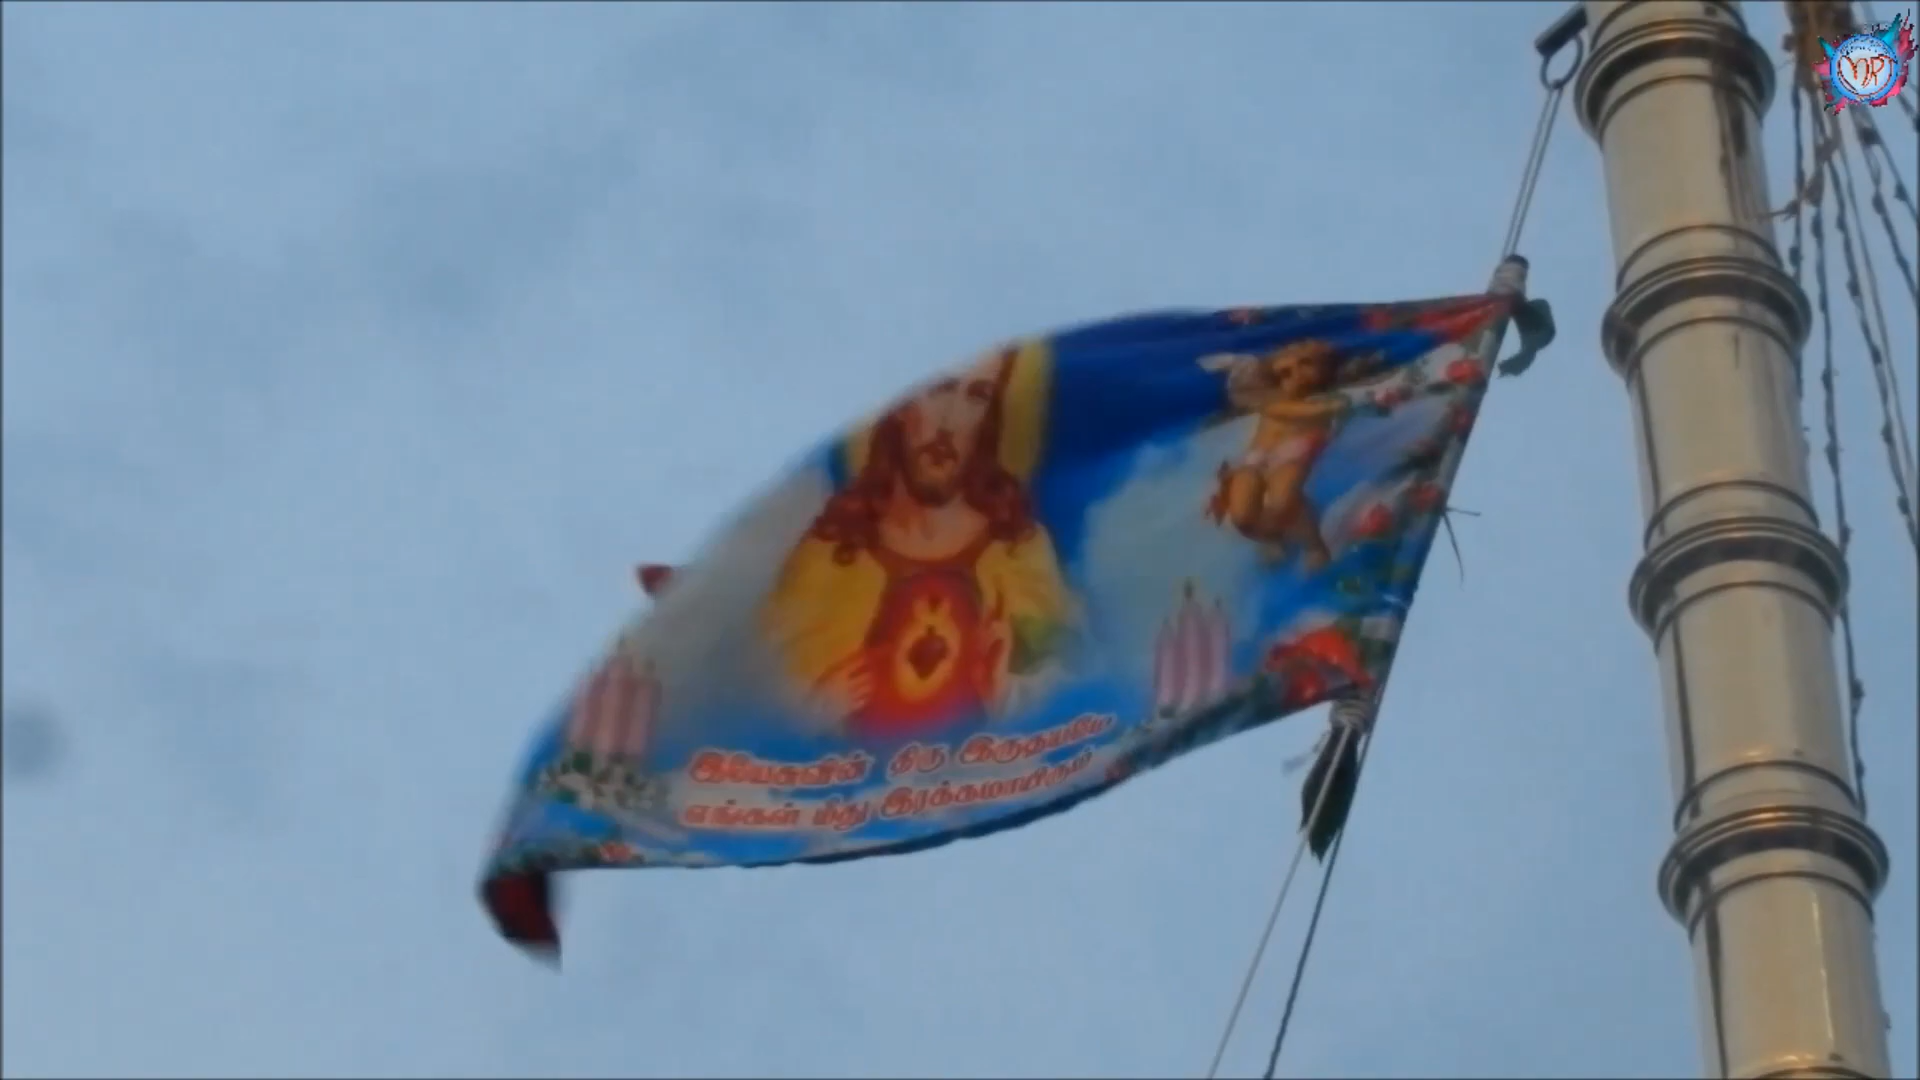 இயேசுவின் திரு இருதயமே
எங்கள் மீது இரக்கமாயிரும்